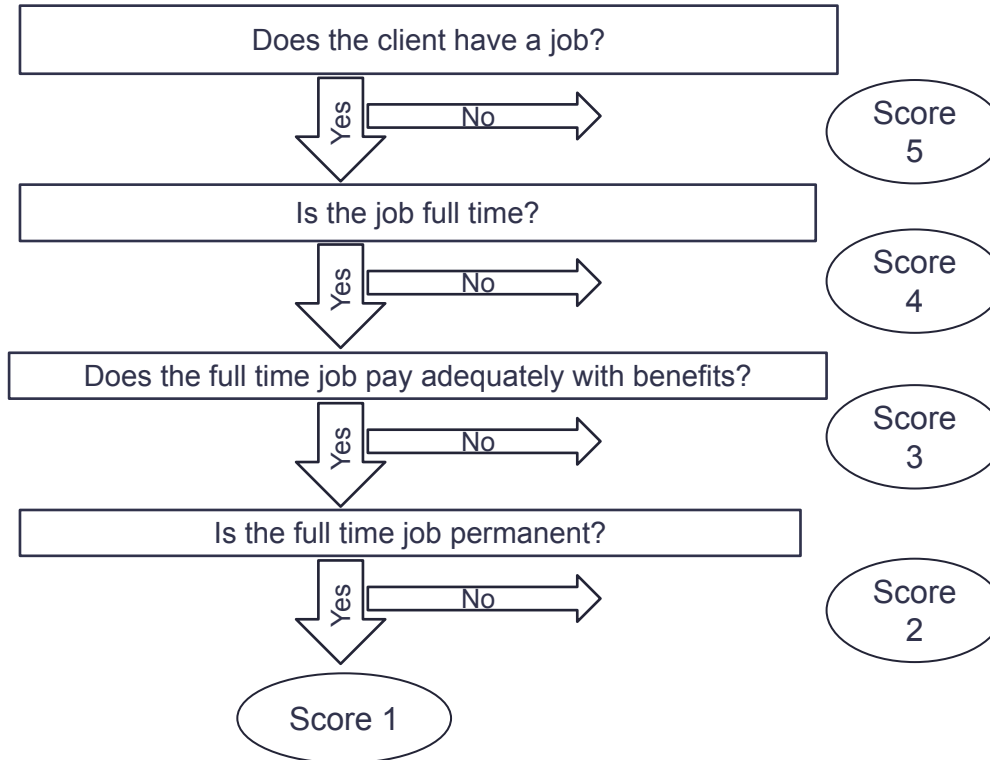 Does the client have a job?
Yes
No
Score
5
Is the job full time?
Yes
No
Score
4
Does the full time job pay adequately with benefits?
Yes
No
Score
3
Is the full time job permanent?
Yes
No
Score
2
Score 1